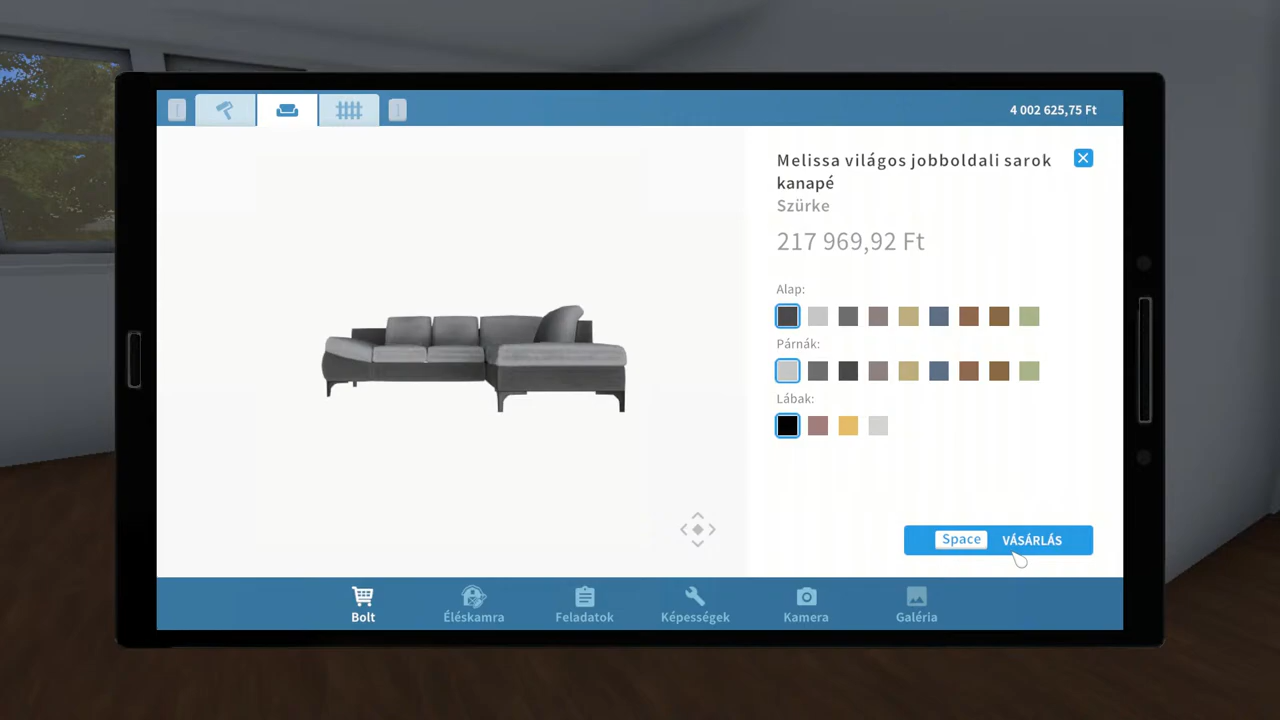 4 002 625,75 Ft
Melissa világos jobboldali sarok
kanapé
Szürke
217 969,92 Ft
Alap:
Párnák:
Lábak:
Space VÁSÁRLÁS
Bolt
Éléskamra
Feladatok
Képességek
Kamera
Galéria